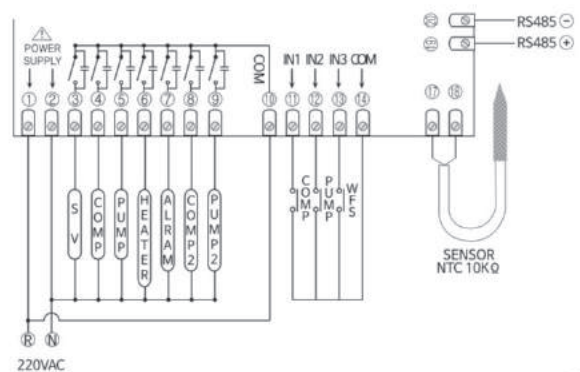 RS485 ⊖
RS485 ⊕
⚠
POWER
SUPPLY
COM
IN1 IN2 IN3 COM
① ② ③ ④ ⑤ ⑥ ⑦ ⑧ ⑨ ⑩ ⑪ ⑫ ⑬ ⑭ ⑰ ⑱
SV
COMP
PUMP
HEATER
ALRAM
COMP2
PUMP2
COMP
PUMP
WFS
SENSOR
NTC 10KΩ
Ⓡ Ⓝ
220VAC